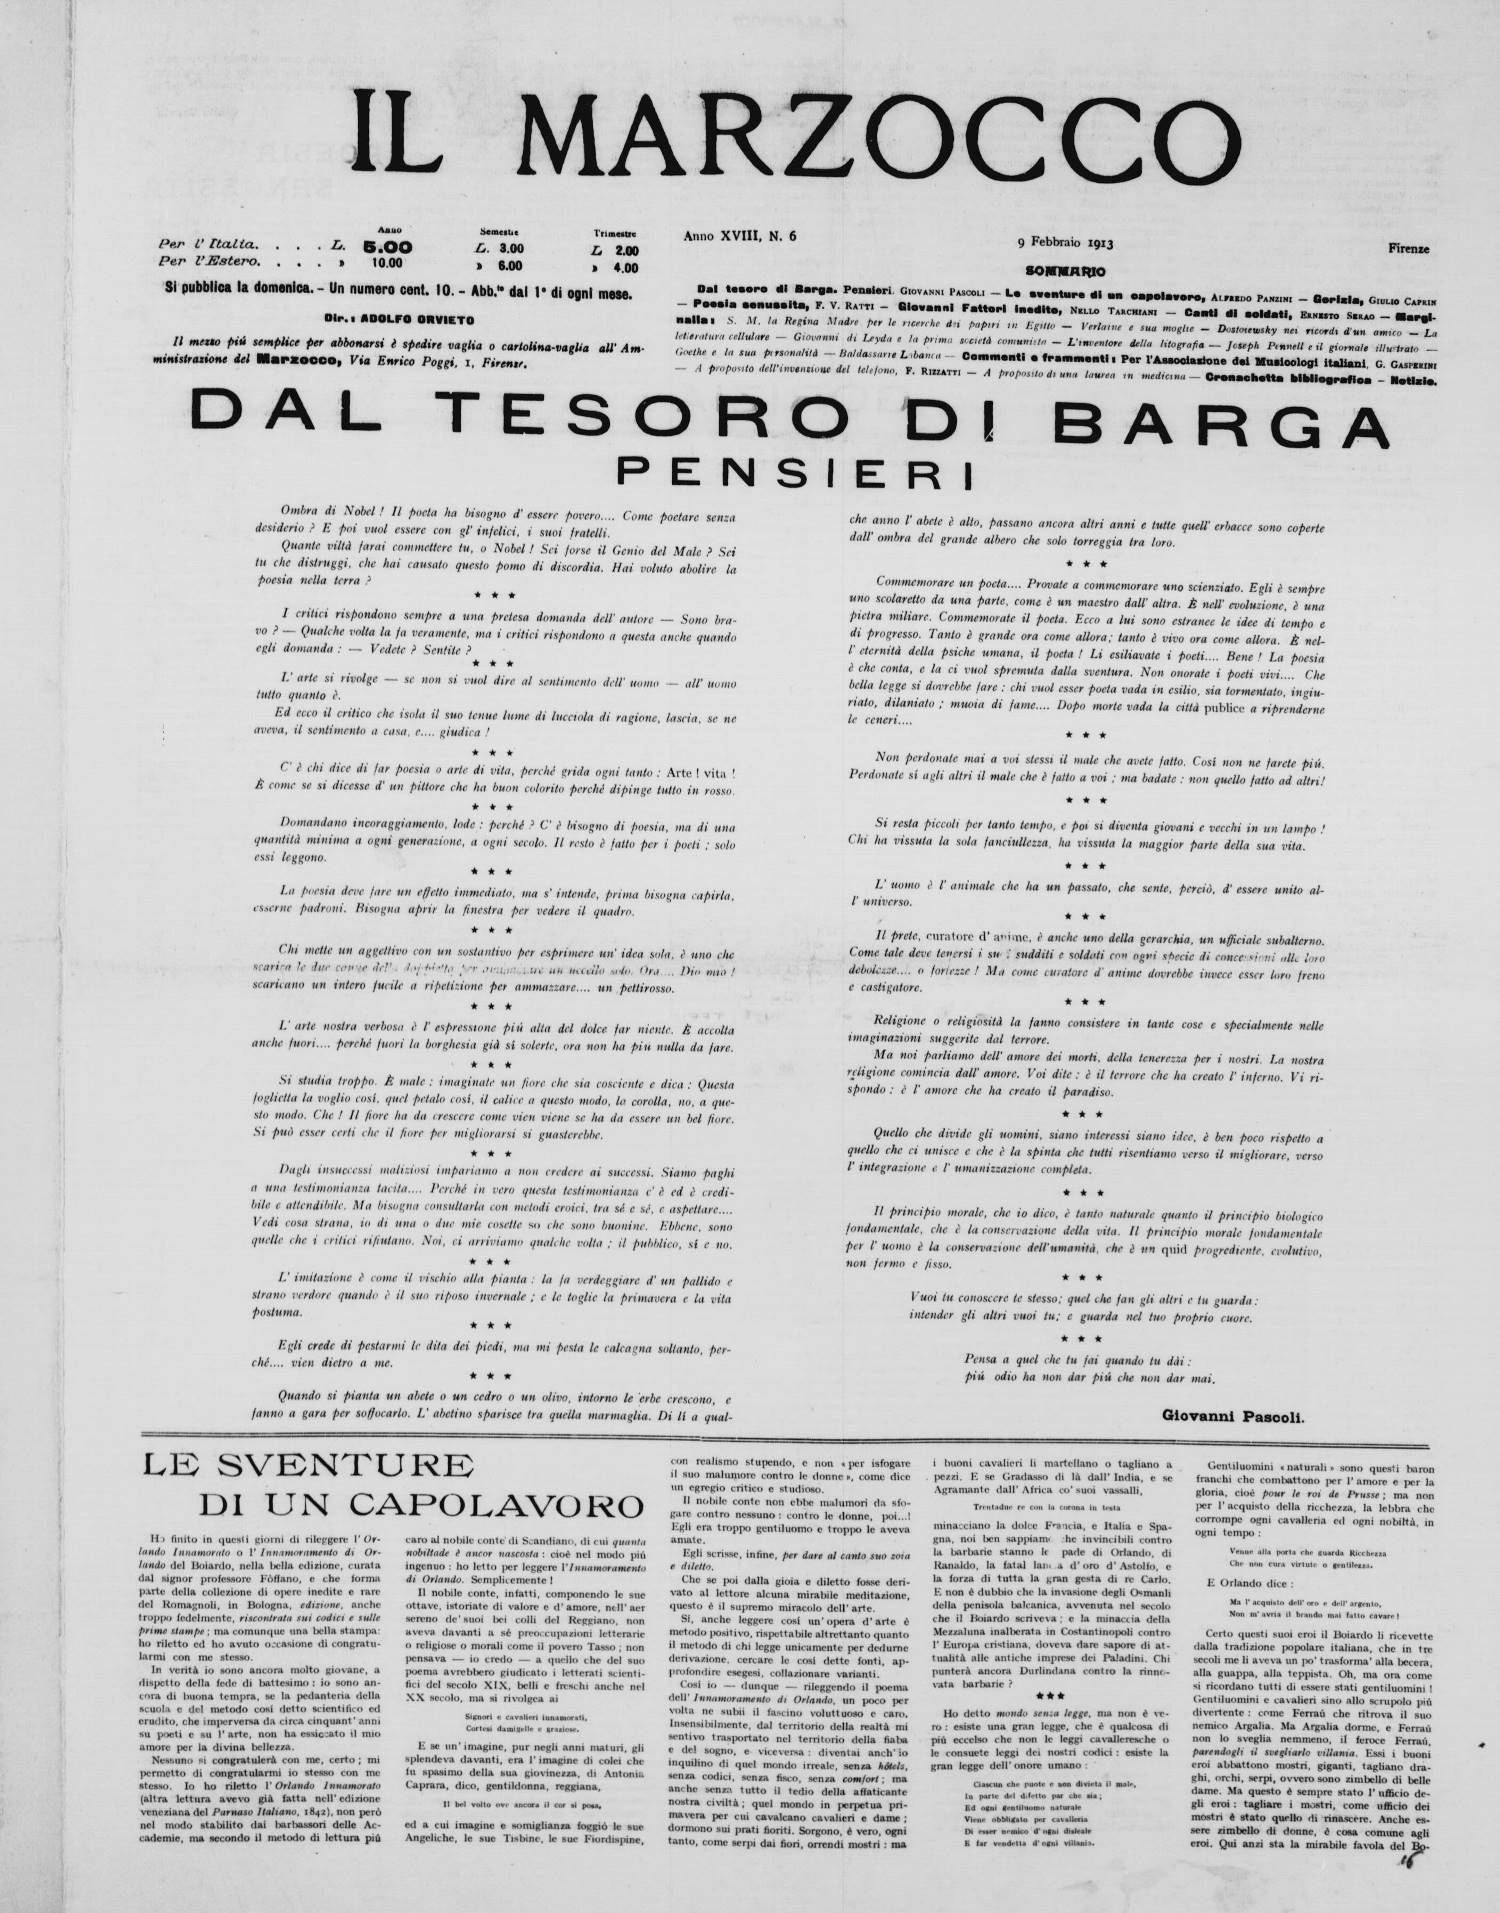 IL MARZOCCO
Anno Semestre Trimestre
Per l'Italia. . . . L. 5.00 L. 3.00 L 2.00
Per l'Estero. . . . » 10.00 » 6.00 » 4.00
Si pubblica la domenica. - Un numero cent. 10. - Abb.to dal 1° di ogni mese.
Dir.: ADOLFO ORVIETO
Il mezzo più semplice per abbonarsi è spedire vaglia o cartolina-vaglia all' Am-
ministrazione del Marzocco, Via Enrico Poggi, 1, Firenze.
Anno XVIII, N. 6 9 Febbraio 1913 Firenze
SOMMARIO
Dal tesoro di Barga. Pensieri. GIOVANNI PASCOLI — Le sventure di un capolavoro, ALFREDO PANZINI — Gorizia, GIULIO CAPRIN
— Poesia senussita, F. V. RATTI — Giovanni Fattori inedito, NELLO TARCHIANI — Canti di soldati, ERNESTO SERAO — Margi-
nalia: S. M. la Regina Madre per le ricerche dei papiri in Egitto — Verlaine e sua moglie — Dostoiewsky nei ricordi d'un amico — La
letteratura cellulare — Giovanni di Leyda e la prima società comunista — L'inventore della litografia — Joseph Pennell e il giornale illustrato —
Goethe e la sua personalità — Baldassarre Labanca — Commenti e frammenti: Per l'Associazione dei Musicologi italiani, G. GASPERINI
— A proposito dell'invenzione del telefono, F. RIZZATTI — A proposito di una laurea in medicina — Cronachetta bibliografica - Notizie.
DAL TESORO DI BARGA
PENSIERI
Ombra di Nobel! Il poeta ha bisogno d' essere povero.... Come poetare senza
desiderio? E poi vuol essere con gl' infelici, i suoi fratelli.
Quante viltà farai commettere tu, o Nobel! Sei forse il Genio del Male? Sei
tu che distruggi, che hai causato questo pomo di discordia. Hai voluto abolire la
poesia nella terra?
★ ★ ★
I critici rispondono sempre a una pretesa domanda dell' autore — Sono bra-
vo? — Qualche volta la fa veramente, ma i critici rispondono a questa anche quando
egli domanda: — Vedete? Sentite?
★ ★ ★
L' arte si rivolge — se non si vuol dire al sentimento dell' uomo — all' uomo
tutto quanto è.
Ed ecco il critico che isola il suo tenue lume di lucciola di ragione, lascia, se ne
aveva, il sentimento a casa, e.... giudica!
★ ★ ★
C' è chi dice di far poesia o arte di vita, perché grida ogni tanto: Arte! vita!
È come se si dicesse d' un pittore che ha buon colorito perché dipinge tutto in rosso.
★ ★ ★
Domandano incoraggiamento, lode: perché? C' è bisogno di poesia, ma di una
quantità minima a ogni generazione, a ogni secolo. Il resto è fatto per i poeti; solo
essi leggono.
★ ★ ★
La poesia deve fare un effetto immediato, ma s' intende, prima bisogna capirla,
esserne padroni. Bisogna aprir la finestra per vedere il quadro.
★ ★ ★
Chi mette un aggettivo con un sostantivo per esprimere un' idea sola, è uno che
scarica le due canne della doppietta per ammazzare un uccello solo. Ora.... Dio mio!
scaricano un intero fucile a ripetizione per ammazzare.... un pettirosso.
★ ★ ★
L' arte nostra verbosa è l' espressione più alta del dolce far niente. È accolta
anche fuori.... perché fuori la borghesia già sì solerte, ora non ha più nulla da fare.
★ ★ ★
Si studia troppo. È male: imaginate un fiore che sia cosciente e dica: Questa
foglietta la voglio così, quel petalo così, il calice a questo modo, la corolla, no, a que-
sto modo. Che! Il fiore ha da crescere come vien viene se ha da essere un bel fiore.
Si può esser certi che il fiore per migliorarsi si guasterebbe.
★ ★ ★
Dagli insuccessi maliziosi impariamo a non credere ai successi. Siamo paghi
a una testimonianza tacita.... Perché in vero questa testimonianza c' è ed è credi-
bile e attendibile. Ma bisogna consultarla con metodi eroici, tra sé e sé, e aspettare....
Vedi cosa strana, io di una o due mie cosette so che sono buonine. Ebbene, sono
quelle che i critici rifiutano. Noi, ci arriviamo qualche volta; il pubblico, sì e no.
★ ★ ★
L' imitazione è come il vischio alla pianta: la fa verdeggiare d' un pallido e
strano verdore quando è il suo riposo invernale; e le toglie la primavera e la vita
postuma.
★ ★ ★
Egli crede di pestarmi le dita dei piedi, ma mi pesta le calcagna soltanto, per-
ché.... vien dietro a me.
★ ★ ★
Quando si pianta un abete o un cedro o un olivo, intorno le erbe crescono, e
fanno a gara per soffocarlo. L' abetino sparisce tra quella marmaglia. Di lì a qual-
che anno l' abete è alto, passano ancora altri anni e tutte quell' erbacce sono coperte
dall' ombra del grande albero che solo torreggia tra loro.
★ ★ ★
Commemorare un poeta.... Provate a commemorare uno scienziato. Egli è sempre
uno scolaretto da una parte, come è un maestro dall' altra. È nell' evoluzione, è una
pietra miliare. Commemorate il poeta. Ecco a lui sono estranee le idee di tempo e
di progresso. Tanto è grande ora come allora; tanto è vivo ora come allora. È nel-
l' eternità della psiche umana, il poeta! Li esiliavate i poeti.... Bene! La poesia
è che conta, e la ci vuol spremuta dalla sventura. Non onorate i poeti vivi.... Che
bella legge si dovrebbe fare: chi vuol esser poeta vada in esilio, sia tormentato, ingiu-
riato, dilaniato; muoia di fame.... Dopo morte vada la città publice a riprenderne
le ceneri....
★ ★ ★
Non perdonate mai a voi stessi il male che avete fatto. Così non ne farete più.
Perdonate sì agli altri il male che è fatto a voi; ma badate: non quello fatto ad altri!
★ ★ ★
Si resta piccoli per tanto tempo, e poi si diventa giovani e vecchi in un lampo!
Chi ha vissuta la sola fanciullezza, ha vissuta la maggior parte della sua vita.
★ ★ ★
L' uomo è l' animale che ha un passato, che sente, perciò, d' essere unito al-
l' universo.
★ ★ ★
Il prete, curatore d' anime, è anche uno della gerarchia, un ufficiale subalterno.
Come tale deve tenersi i suoi sudditi e soldati con ogni specie di concessioni alle loro
debolezze.... o fortezze! Ma come curatore d' anime dovrebbe invece esser loro freno
e castigatore.
★ ★ ★
Religione o religiosità la fanno consistere in tante cose e specialmente nelle
imaginazioni suggerite dal terrore.
Ma noi parliamo dell' amore dei morti, della tenerezza per i nostri. La nostra
religione comincia dall' amore. Voi dite: è il terrore che ha creato l' inferno. Vi ri-
spondo: è l' amore che ha creato il paradiso.
★ ★ ★
Quello che divide gli uomini, siano interessi siano idee, è ben poco rispetto a
quello che ci unisce e che è la spinta che tutti risentiamo verso il migliorare, verso
l' integrazione e l' umanizzazione completa.
★ ★ ★
Il principio morale, che io dico, è tanto naturale quanto il principio biologico
fondamentale, che è la conservazione della vita. Il principio morale fondamentale
per l' uomo è la conservazione dell'umanità, che è un quid progrediente, evolutivo,
non fermo e fisso.
★ ★ ★
Vuoi tu conoscere te stesso; quel che fan gli altri e tu guarda:
intender gli altri vuoi tu; e guarda nel tuo proprio cuore.
★ ★ ★
Pensa a quel che tu fai quando tu dài:
più odio ha non dar più che non dar mai.
Giovanni Pascoli.
LE SVENTURE
DI UN CAPOLAVORO
Ho finito in questi giorni di rileggere l' Or-
lando Innamorato o l' Innamoramento di Or-
lando del Boiardo, nella bella edizione, curata
dal signor professore Fòffano, e che forma
parte della collezione di opere inedite e rare
del Romagnoli, in Bologna, edizione, anche
troppo fedelmente, riscontrata sui codici e sulle
prime stampe; ma comunque una bella stampa:
ho riletto ed ho avuto occasione di congratu-
larmi con me stesso.
In verità io sono ancora molto giovane, a
dispetto della fede di battesimo: io sono an-
cora di buona tempra, se la pedanteria della
scuola e del metodo così detto scientifico ed
erudito, che imperversa da circa cinquant' anni
su poeti e su l' arte, non ha essiccato il mio
amore per la divina bellezza.
Nessuno si congratulerà con me, certo; mi
permetto di congratularmi io stesso con me
stesso. Io ho riletto l' Orlando Innamorato
(altra lettura avevo già fatta nell' edizione
veneziana del Parnaso Italiano, 1842), non però
nel modo stabilito dai barbassori delle Ac-
cademie, ma secondo il metodo di lettura più
caro al nobile conte di Scandiano, di cui quanta
nobilitade è ancor nascosta: cioè nel modo più
ingenuo: ho letto per leggere l'Innamoramento
di Orlando. Semplicemente!
Il nobile conte, infatti, componendo le sue
ottave, istoriate di valore e d' amore, nell' aer
sereno de' suoi bei colli del Reggiano, non
aveva davanti a sé preoccupazioni letterarie
o religiose o morali come il povero Tasso; non
pensava — io credo — a quello che del suo
poema avrebbero giudicato i letterati scienti-
fici del secolo XIX, belli e freschi anche nel
XX secolo, ma si rivolgea ai
Signori e cavalieri innamorati,
Cortesi damigelle e graziose.
E se un' imagine, pur negli anni maturi, gli
splendeva davanti, era l' imagine di colei che
fu spasimo della sua giovinezza, di Antonia
Caprara, dico, gentildonna, reggiana,
Il bel volto ove ancora il cor si posa,
ed a cui imagine e somiglianza foggiò le sue
Angeliche, le sue Tisbine, le sue Fiordispine,
con realismo stupendo, e non « per isfogare
il suo malumore contro le donne », come dice
un egregio critico e studioso.
Il nobile conte non ebbe malumori da sfo-
gare contro nessuno: contro le donne, poi...!
Egli era troppo gentiluomo e troppo le aveva
amate.
Egli scrisse, infine, per dare al canto suo zoia
e diletto.
Che se poi dalla gioia e diletto fosse deri-
vato al lettore alcuna mirabile meditazione,
questo è il supremo miracolo dell' arte.
Sì, anche leggere così un' opera d' arte è
metodo positivo, rispettabile altrettanto quanto
il metodo di chi legge unicamente per dedurne
derivazione, cercare le così dette fonti, ap-
profondire esegesi, collazionare varianti.
Così io — dunque — rileggendo il poema
dell' Innamoramento di Orlando, un poco per
volta ne subii il fascino voluttuoso e caro.
Insensibilmente, dal territorio della realtà mi
sentivo trasportato nel territorio della fiaba
e del sogno, e viceversa: diventai anch' io
inquilino di quel mondo irreale, senza hôtels,
senza codici, senza fisco, senza comfort; ma
anche senza tutto il tedio della affaticante
nostra civiltà; quel mondo in perpetua pri-
mavera per cui cavalcano cavalieri e dame;
dormono sui prati fioriti. Sorgono, è vero, ogni
tanto, come serpi dai fiori, orrendi mostri: ma
i buoni cavalieri li martellano o tagliano a
pezzi. E se Gradasso di là dall' India, e se
Agramante dall' Africa co' suoi vassalli,
Trentadue re con la corona in testa
minacciano la dolce Francia, e Italia e Spa-
gna, noi ben sappiamo che invincibili contro
la barbarie stanno le spade di Orlando, di
Ranaldo, la fatal lancia d' oro d' Astolfo, e
la forza di tutta la gran gesta di re Carlo.
E non è dubbio che la invasione degli Osmanli
della penisola balcanica, avvenuta nel secolo
che il Boiardo scriveva; e la minaccia della
Mezzaluna inalberata in Costantinopoli contro
l' Europa cristiana, doveva dare sapore di at-
tualità alle antiche imprese dei Paladini. Chi
punterà ancora Durlindana contro la rinno-
vata barbarie?
★★★
Ho detto mondo senza legge, ma non è ve-
ro: esiste una gran legge, che è qualcosa di
più eccelso che non le leggi cavalleresche o
le consuete leggi dei nostri codici: esiste la
gran legge dell' onore umano:
Ciascun che puote e non divieta il male,
In parte del difetto par che sia;
Ed ogni gentiluomo naturale
Viene obbligato per cavalleria
Di esser nemico d' ogni disleale
E far vendetta d' ogni villania.
Gentiluomini « naturali » sono questi baron
franchi che combattono per l' amore e per la
gloria, cioè pour le roi de Prusse; ma non
per l' acquisto della ricchezza, la lebbra che
corrompe ogni cavalleria ed ogni nobiltà, in
ogni tempo:
Venne alla porta che guarda Ricchezza
Che non cura virtute o gentilezza.
E Orlando dice:
Ma l' acquisto dell' oro e dell' argento,
Non m' avria il brando mai fatto cavare!
Certo questi suoi eroi il Boiardo li ricevette
dalla tradizione popolare italiana, che in tre
secoli me li aveva un po' trasforma' alla becera,
alla guappa, alla teppista. Oh, ma ora come
si ricordano tutti di essere stati gentiluomini!
Gentiluomini e cavalieri sino allo scrupolo più
divertente: come Ferraù che ritrova il suo
nemico Argalia. Ma Argalia dorme, e Ferraù
non lo sveglia nemmeno, il feroce Ferraù,
parendogli il svegliarlo villania. Essi i buoni
eroi abbattono mostri, giganti, tagliano dra-
ghi, orchi, serpi, ovvero sono zimbello di belle
dame. Ma questo è sempre stato l' ufficio de-
gli eroi: tagliare i mostri, come ufficio dei
mostri è stato quello di rinascere. Anche es-
sere zimbello di donne, è cosa comune agli
eroi. Qui anzi sta la mirabile favola del Bo-
16